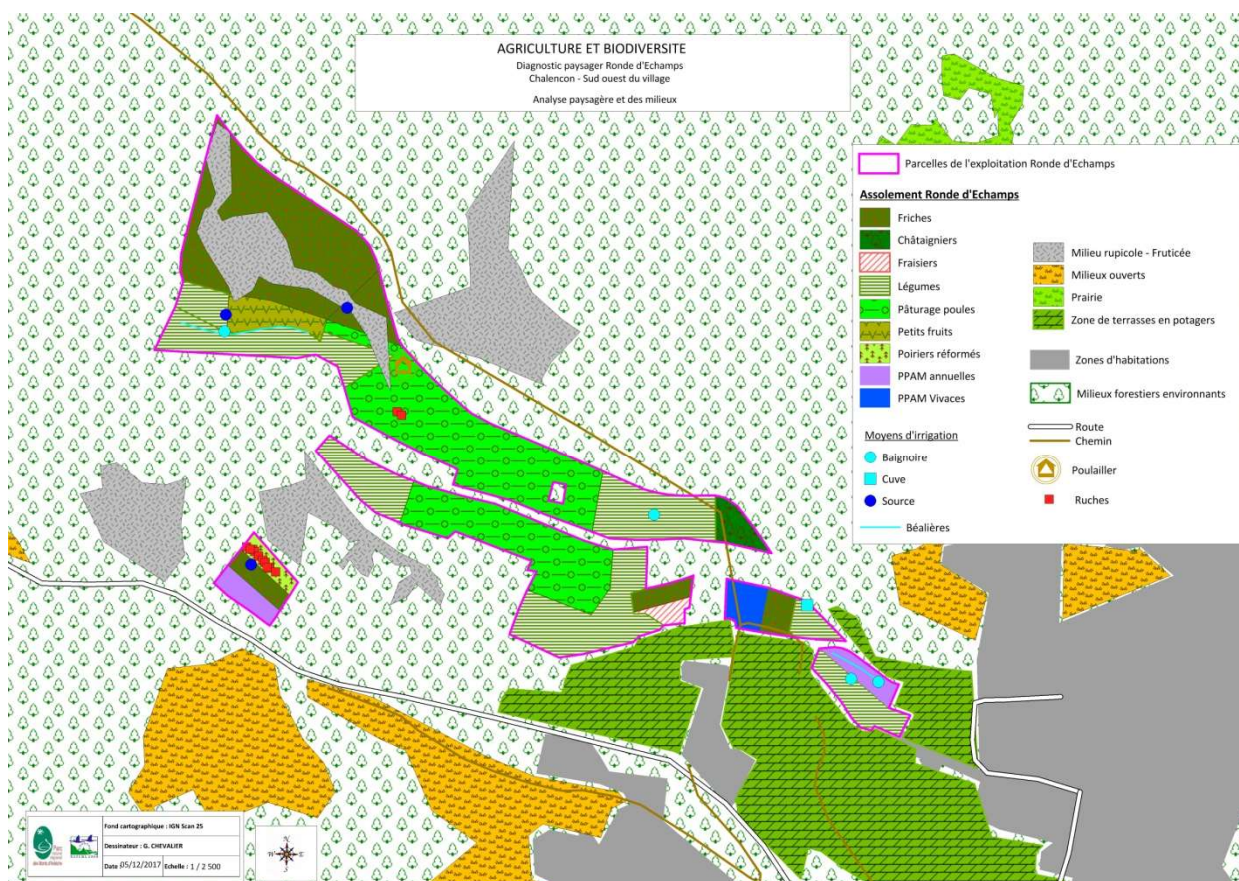 AGRICULTURE ET BIODIVERSITE
Diagnostic paysager Ronde d'Echamps
Chalencon - Sud ouest du village
Analyse paysagère et des milieux
Parcelles de l'exploitation Ronde d'Echamps
Assolement Ronde d'Echamps
Friches
Châtaigniers
Fraisiers
Légumes
Pâturage poules
Petits fruits
Poiriers réformés
PPAM annuelles
PPAM Vivaces
Moyens d'irrigation
Baignoire
Cuve
Source
Béalières
Milieu rupicole - Fruticée
Milieux ouverts
Prairie
Zone de terrasses en potagers
Zones d'habitations
Milieux forestiers environnants
Route
Chemin
Poulailler
Ruches
Fond cartographique : IGN Scan 25
Dessinateur : G. CHEVALIER
Date :05/12/2017 Echelle : 1 / 2 500
Parc
N
W E
S